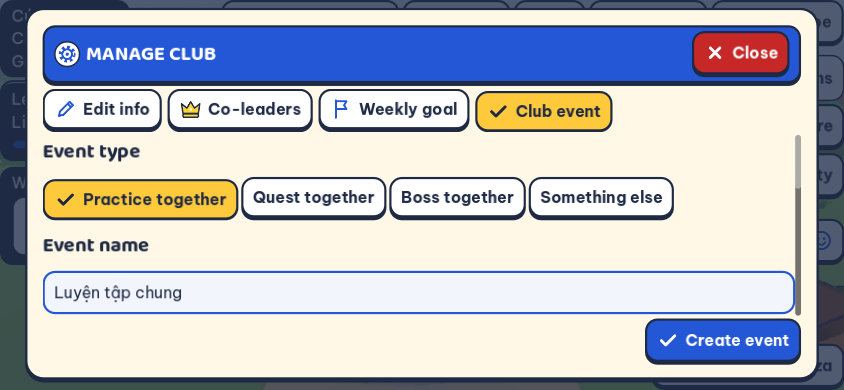 MANAGE CLUB
Close
Edit info
Co-leaders
Weekly goal
Club event
Event type
Practice together
Quest together
Boss together
Something else
Event name
Luyện tập chung
Create event